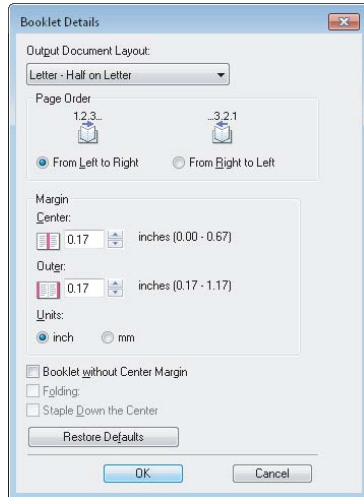 Booklet Details
Output Document Layout:
Letter - Half on Letter
Page Order
1,2,3... ...3,2,1
From Left to Right From Right to Left
Margin
Center:
0.17 inches (0.00 - 0.67)
Outer:
0.17 inches (0.17 - 1.17)
Units:
inch mm
Booklet without Center Margin
Folding:
Staple Down the Center
Restore Defaults
OK Cancel